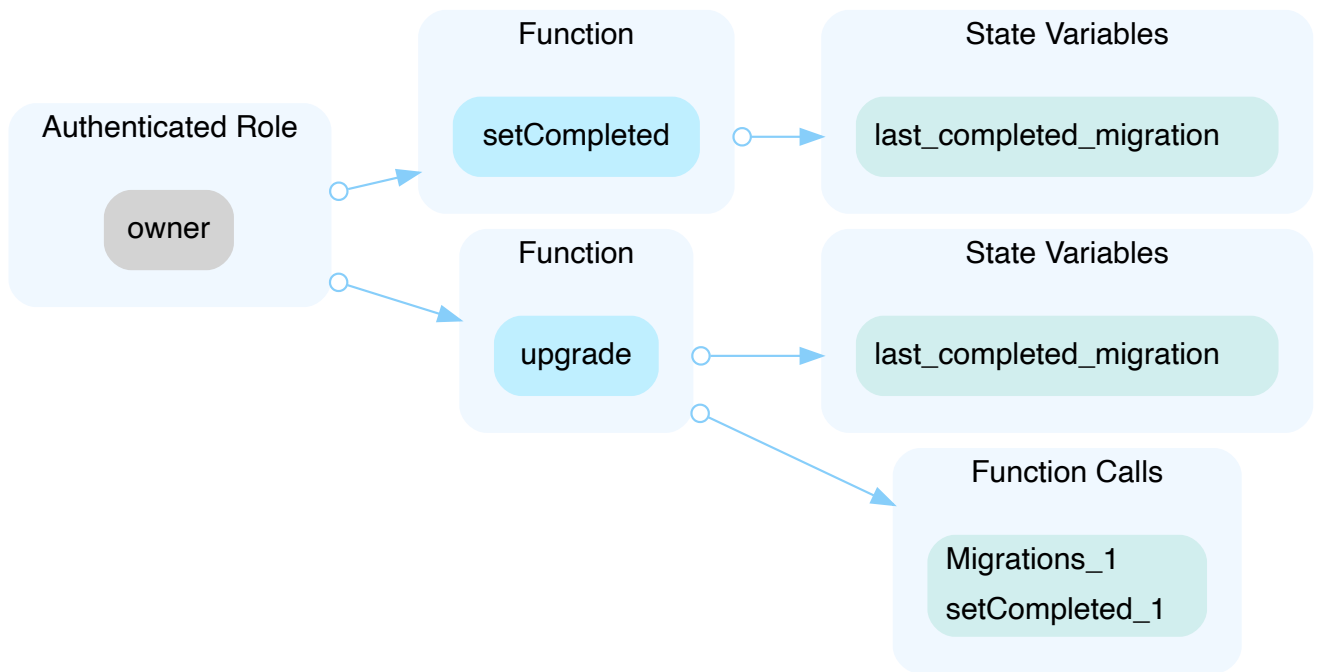 Authenticated Role
owner
Function
setCompleted
State Variables
last_completed_migration
Function
upgrade
State Variables
last_completed_migration
Function Calls
Migrations_1
setCompleted_1